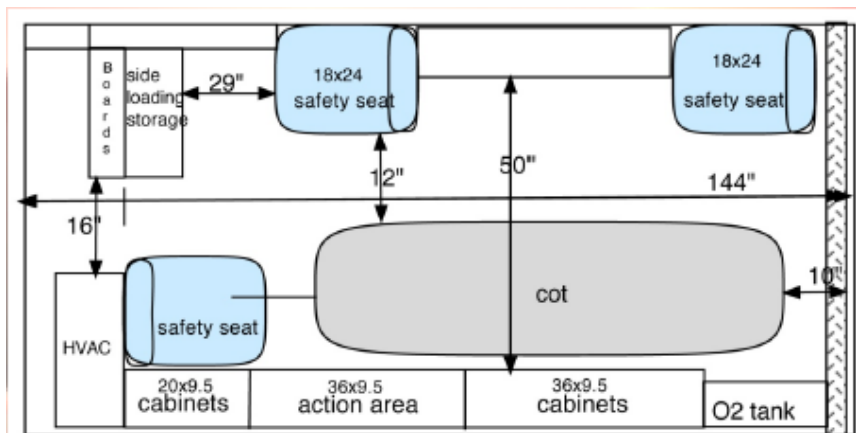 Boards
side
loading
storage
29"
18x24
safety seat
18x24
safety seat
12"
50"
144"
16"
10"
cot
safety seat
HVAC
20x9.5
cabinets
36x9.5
action area
36x9.5
cabinets
O2 tank